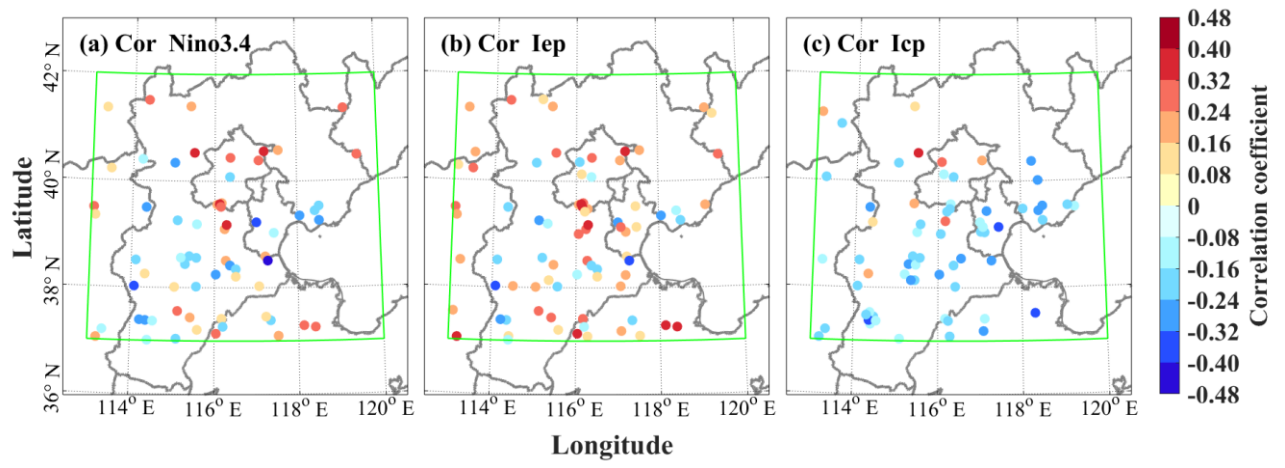 (a) Cor Nino3.4
(b) Cor Iep
(c) Cor Icp
42° N
40° N
38° N
36° N
Latitude
114° E
116° E
118° E
120° E
114° E
116° E
118° E
120° E
114° E
116° E
118° E
120° E
Longitude
0.48
0.40
0.32
0.24
0.16
0.08
0
-0.08
-0.16
-0.24
-0.32
-0.40
-0.48
Correlation coefficient